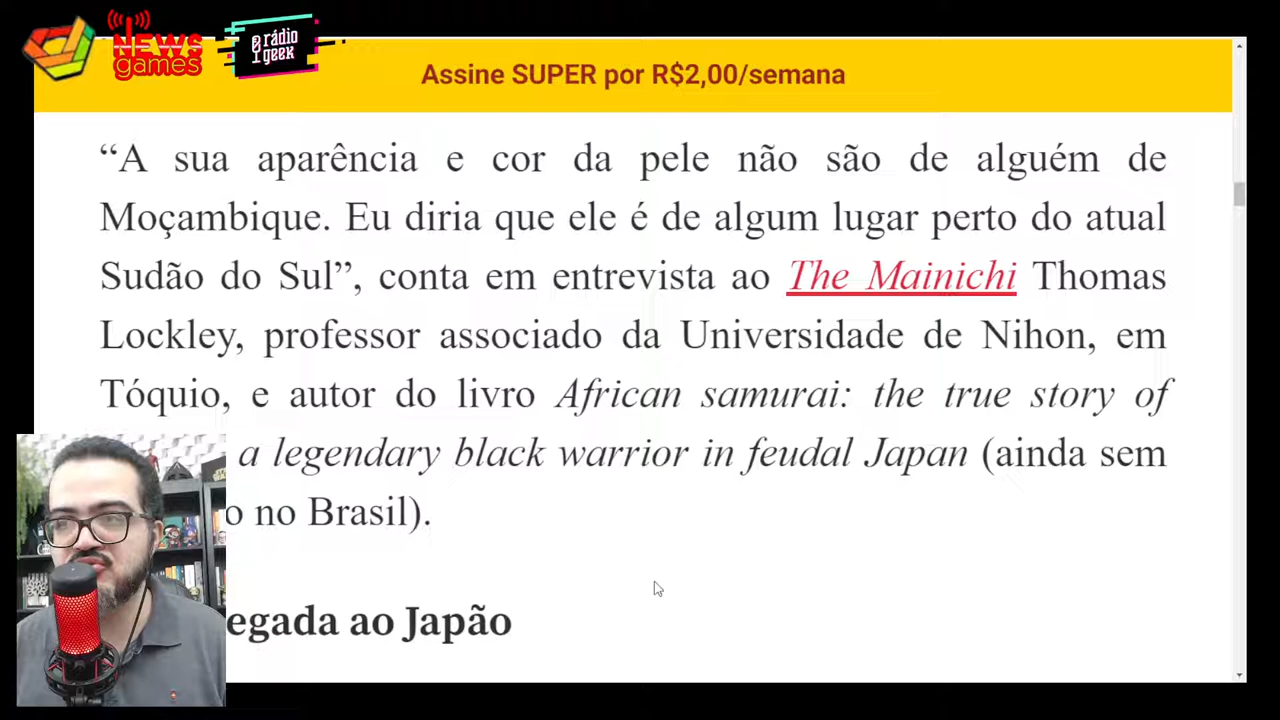 NEWS games
a rádio geek
Assine SUPER por R$2,00/semana
“A sua aparência e cor da pele não são de alguém de
Moçambique. Eu diria que ele é de algum lugar perto do atual
Sudão do Sul”, conta em entrevista ao The Mainichi Thomas
Lockley, professor associado da Universidade de Nihon, em
Tóquio, e autor do livro African samurai: the true story of
a legendary black warrior in feudal Japan (ainda sem
o no Brasil).
egada ao Japão